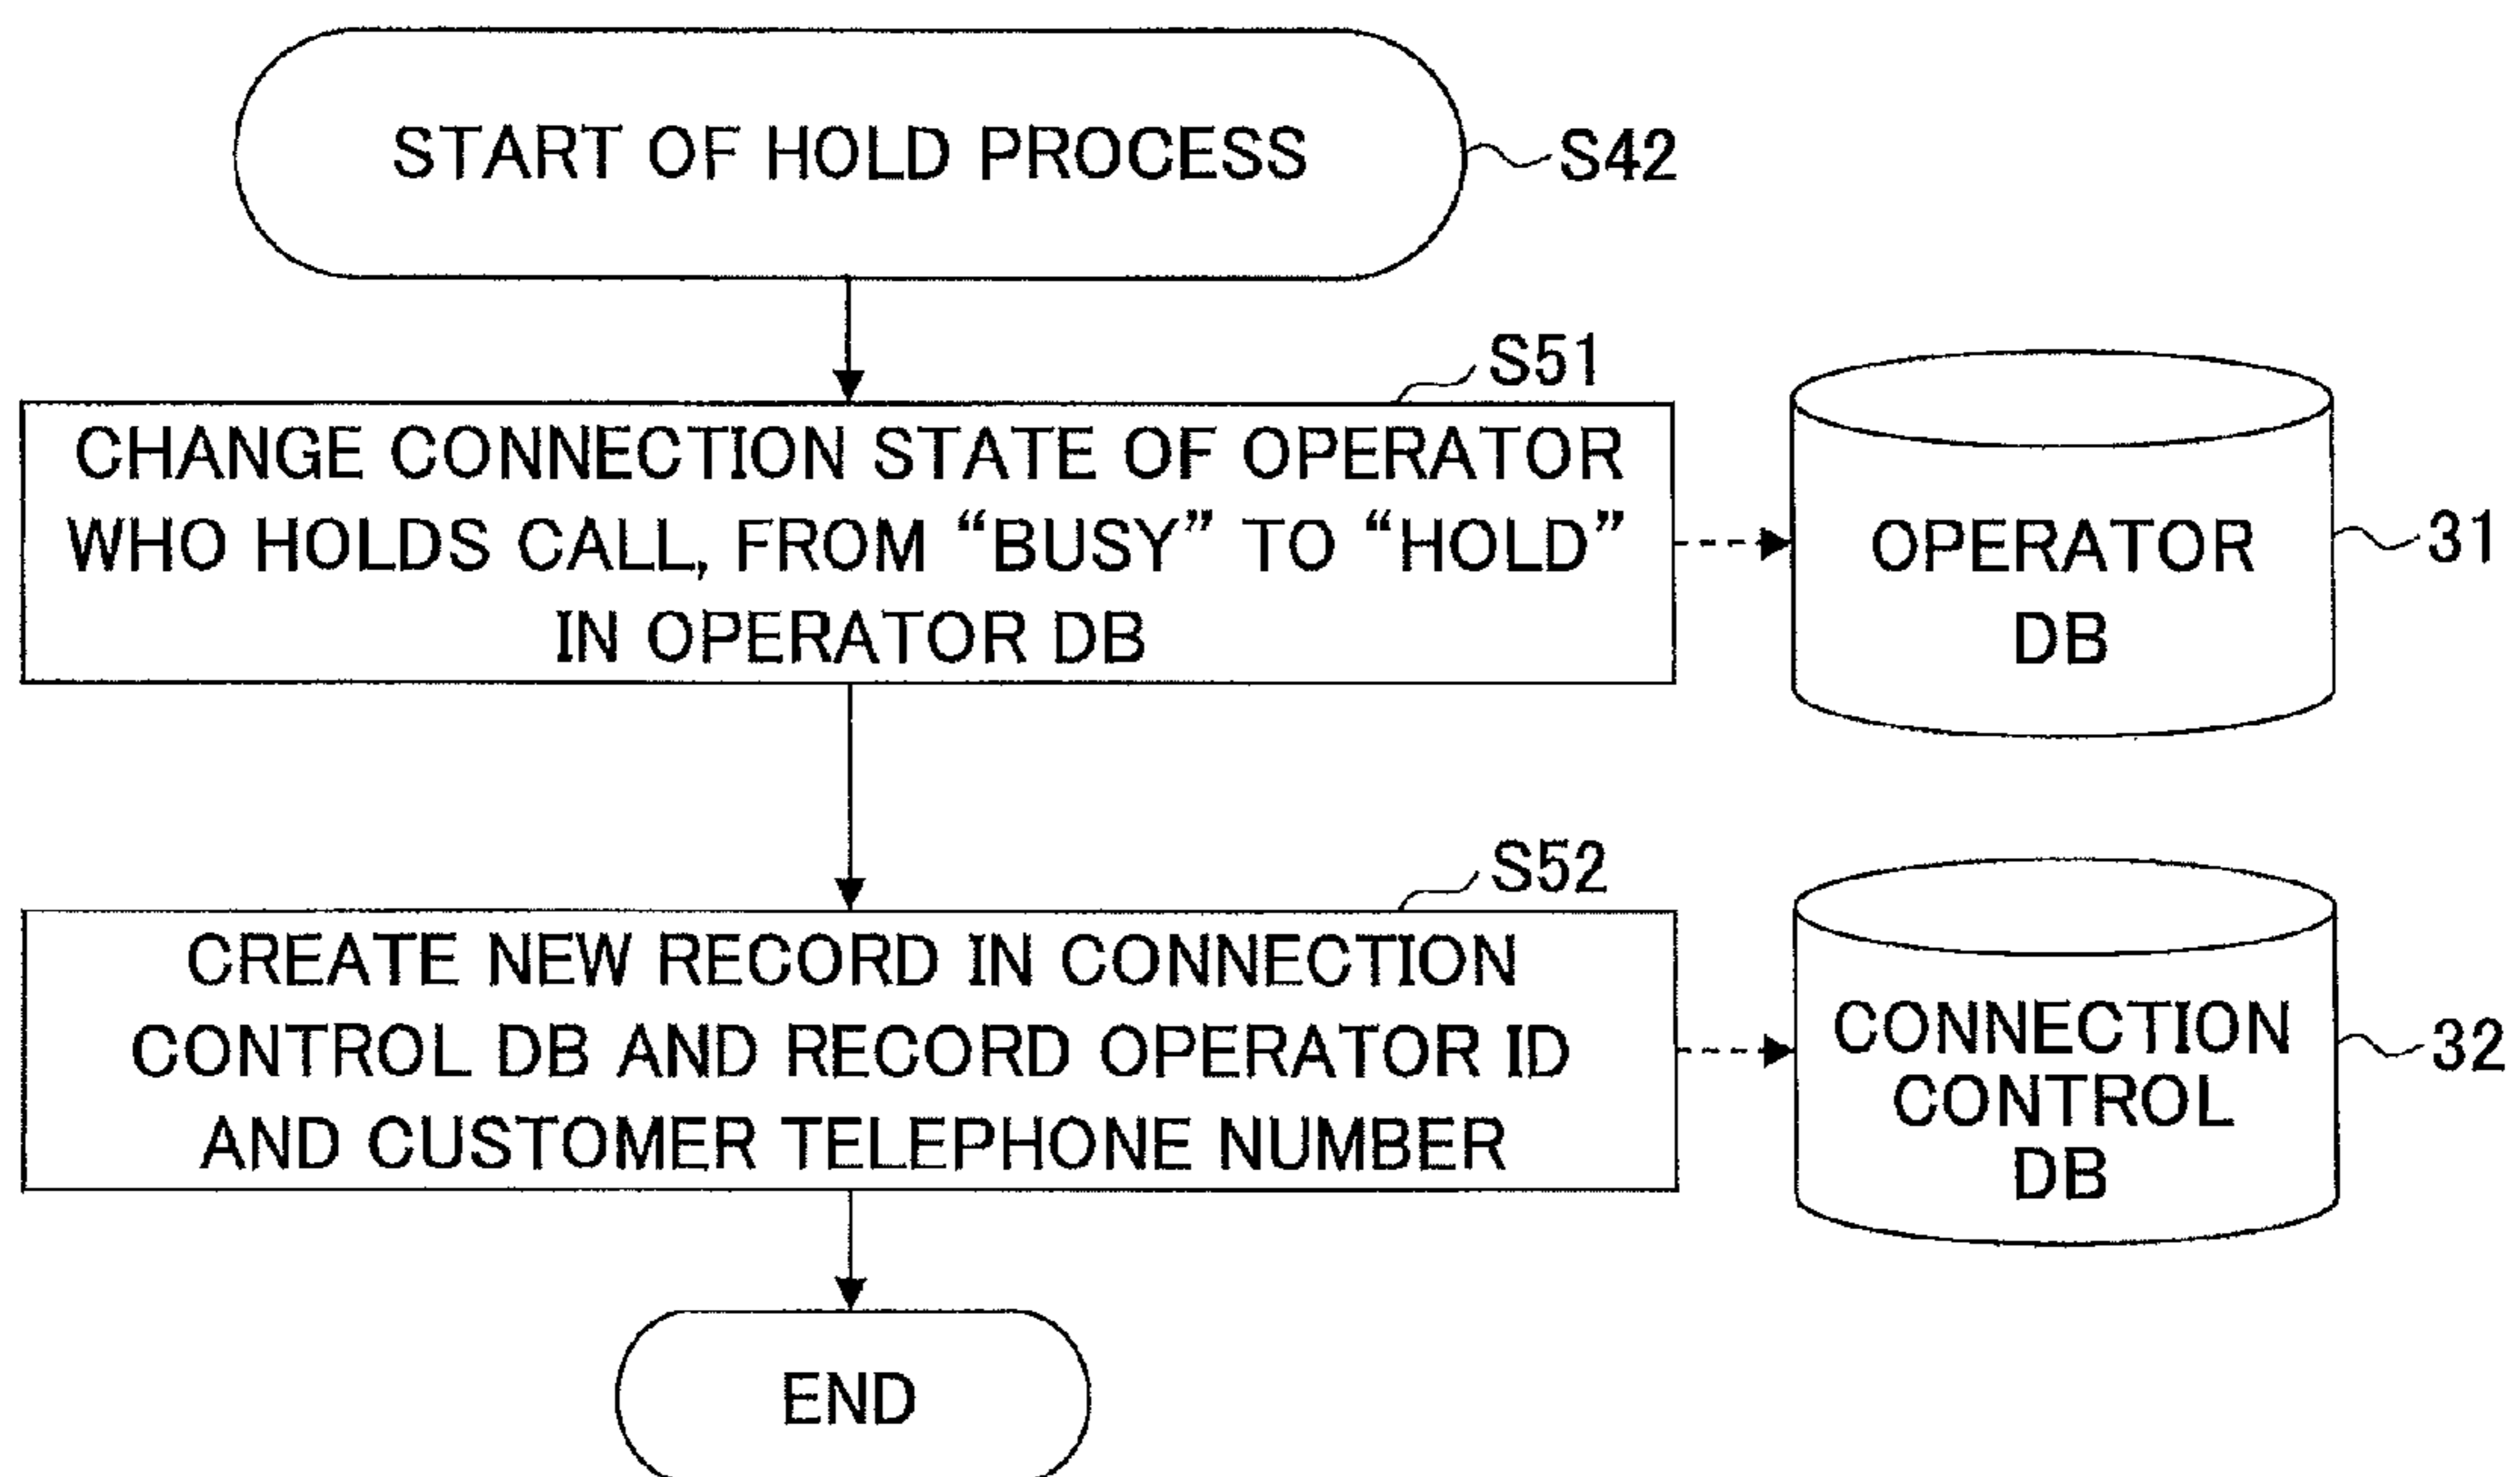 START OF HOLD PROCESS
S42
S51
CHANGE CONNECTION STATE OF OPERATOR
WHO HOLDS CALL, FROM “BUSY” TO “HOLD”
IN OPERATOR DB
OPERATOR
DB
31
S52
CREATE NEW RECORD IN CONNECTION
CONTROL DB AND RECORD OPERATOR ID
AND CUSTOMER TELEPHONE NUMBER
CONNECTION
CONTROL
DB
32
END